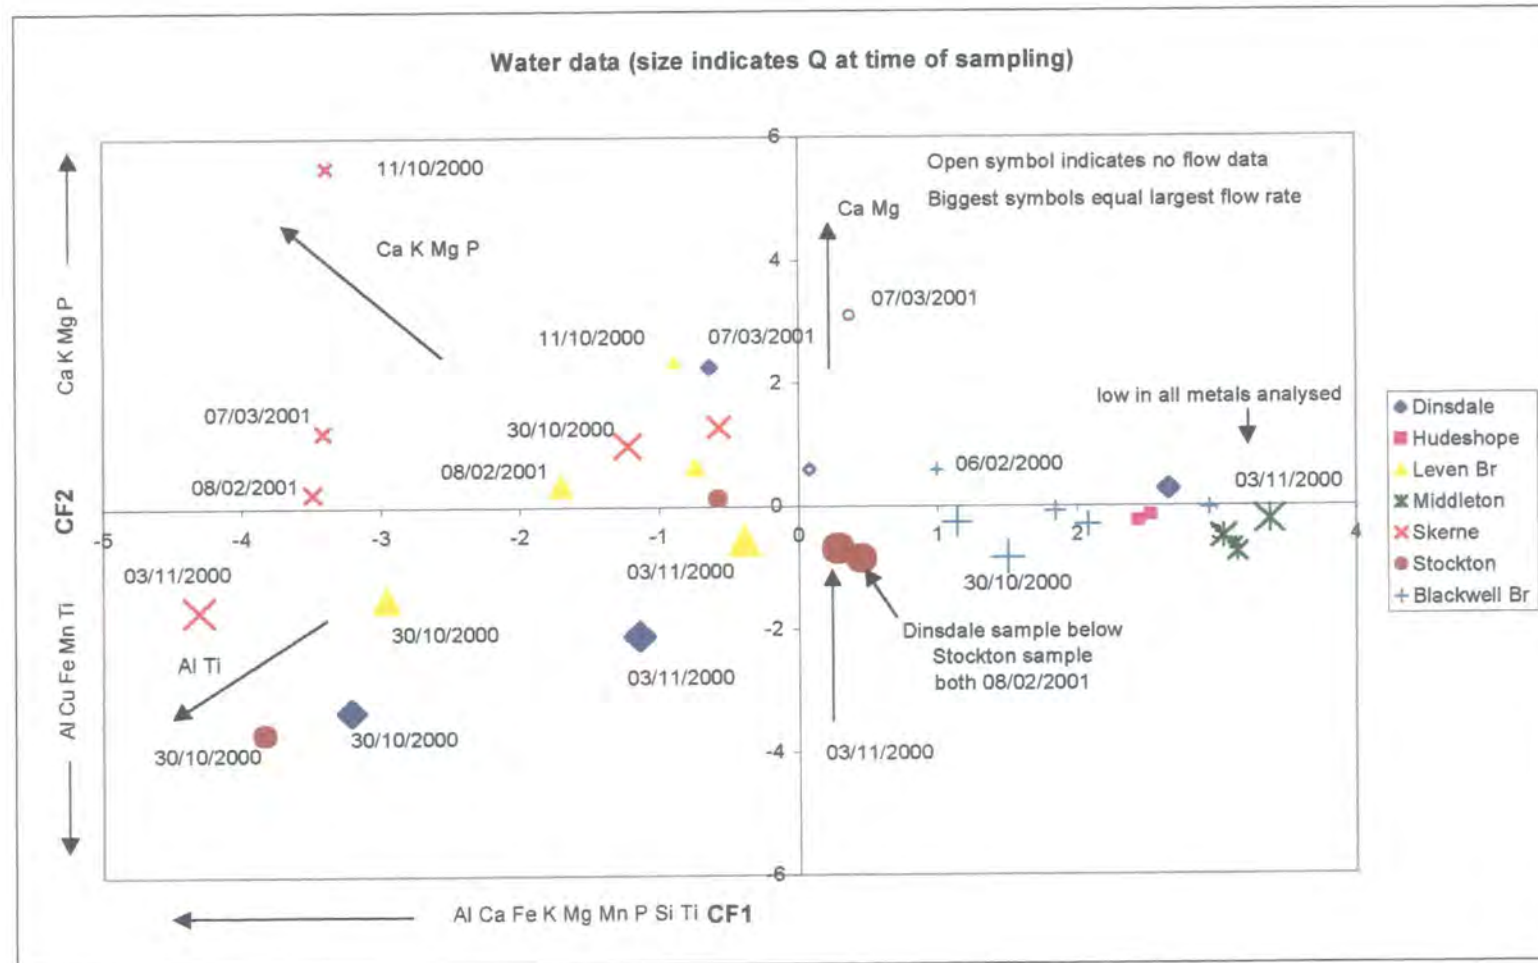 Water data (size indicates Q at time of sampling)
6
11/10/2000
Open symbol indicates no flow data
Biggest symbols equal largest flow rate
Ca Mg
Ca K Mg P
4
07/03/2001
11/10/2000
07/03/2001
2
low in all metals analysed
07/03/2001
30/10/2000
08/02/2001
06/02/2000
03/11/2000
08/02/2001
0
-5
-4
-3
-2
-1
0
2
4
03/11/2000
03/11/2000
30/10/2000
30/10/2000
Al Ti
-2
Dinsdale sample below
Stockton sample
both 08/02/2001
03/11/2000
30/10/2000
30/10/2000
-4
03/11/2000
-6
Ca K Mg P
CF2
Al Cu Fe Mn Ti
Al Ca Fe K Mg Mn P Si Ti CF1
Dinsdale
Hudeshope
Leven Br
Middleton
Skerne
Stockton
Blackwell Br